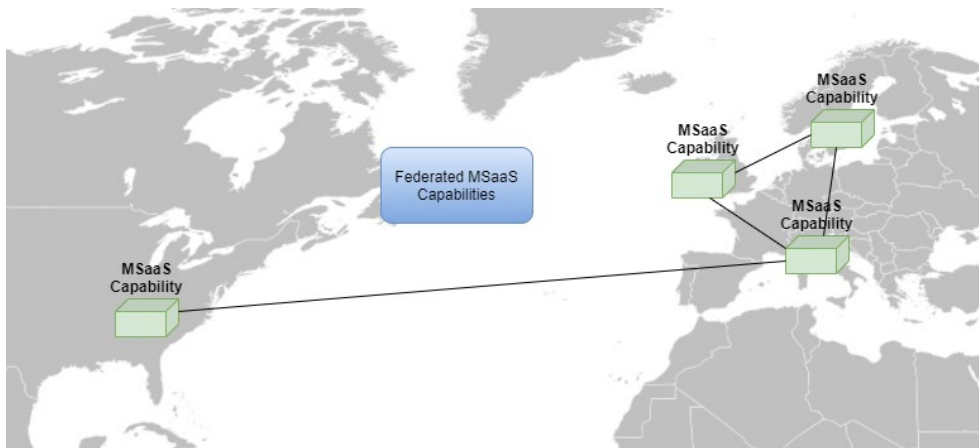 MSaaS
Capability
MSaaS
Capability
Federated MSaaS
Capabilities
MSaaS
Capability
MSaaS
Capability